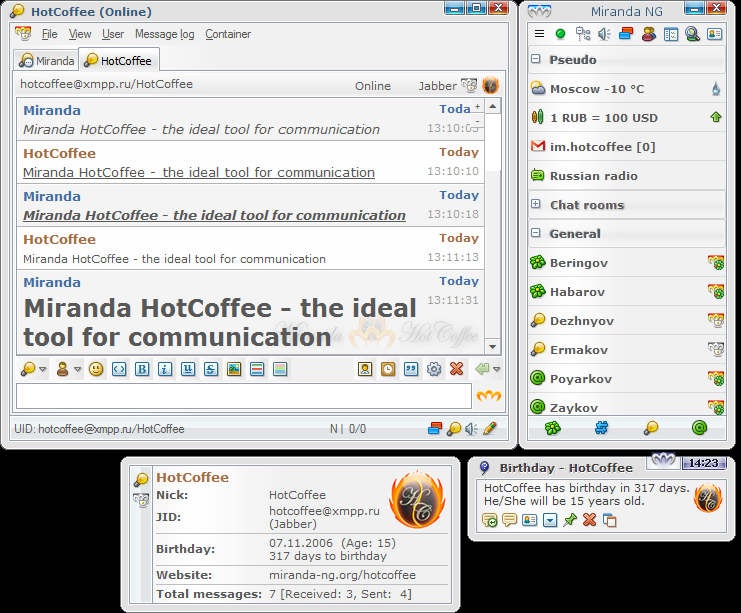 HotCoffee (Online)
File View User Message log Container
Miranda HotCoffee
hotcoffee@xmpp.ru/HotCoffee Online Jabber
Miranda Toda
Miranda HotCoffee - the ideal tool for communication 13:10:05
HotCoffee Today
Miranda HotCoffee - the ideal tool for communication 13:10:10
Miranda Today
Miranda HotCoffee - the ideal tool for communication 13:10:18
HotCoffee Today
Miranda HotCoffee - the ideal tool for communication 13:11:13
Miranda Today
Miranda HotCoffee - the ideal 13:11:31
tool for communication
Miranda Hot Coffee
UID: hotcoffee@xmpp.ru/HotCoffee N | 0/0
Miranda NG
Pseudo
Moscow -10 °C
1 RUB = 100 USD
im.hotcoffee [0]
Russian radio
Chat rooms
General
Beringov
Habarov
Dezhnyov
Ermakov
Poyarkov
Zaykov
HotCoffee
Nick: HotCoffee
JID: hotcoffee@xmpp.ru
(Jabber)
Birthday: 07.11.2006 (Age: 15)
317 days to birthday
Website: miranda-ng.org/hotcoffee
Total messages: 7 [Received: 3, Sent: 4]
Birthday - HotCoffee 14:23
HotCoffee has birthday in 317 days.
He/She will be 15 years old.